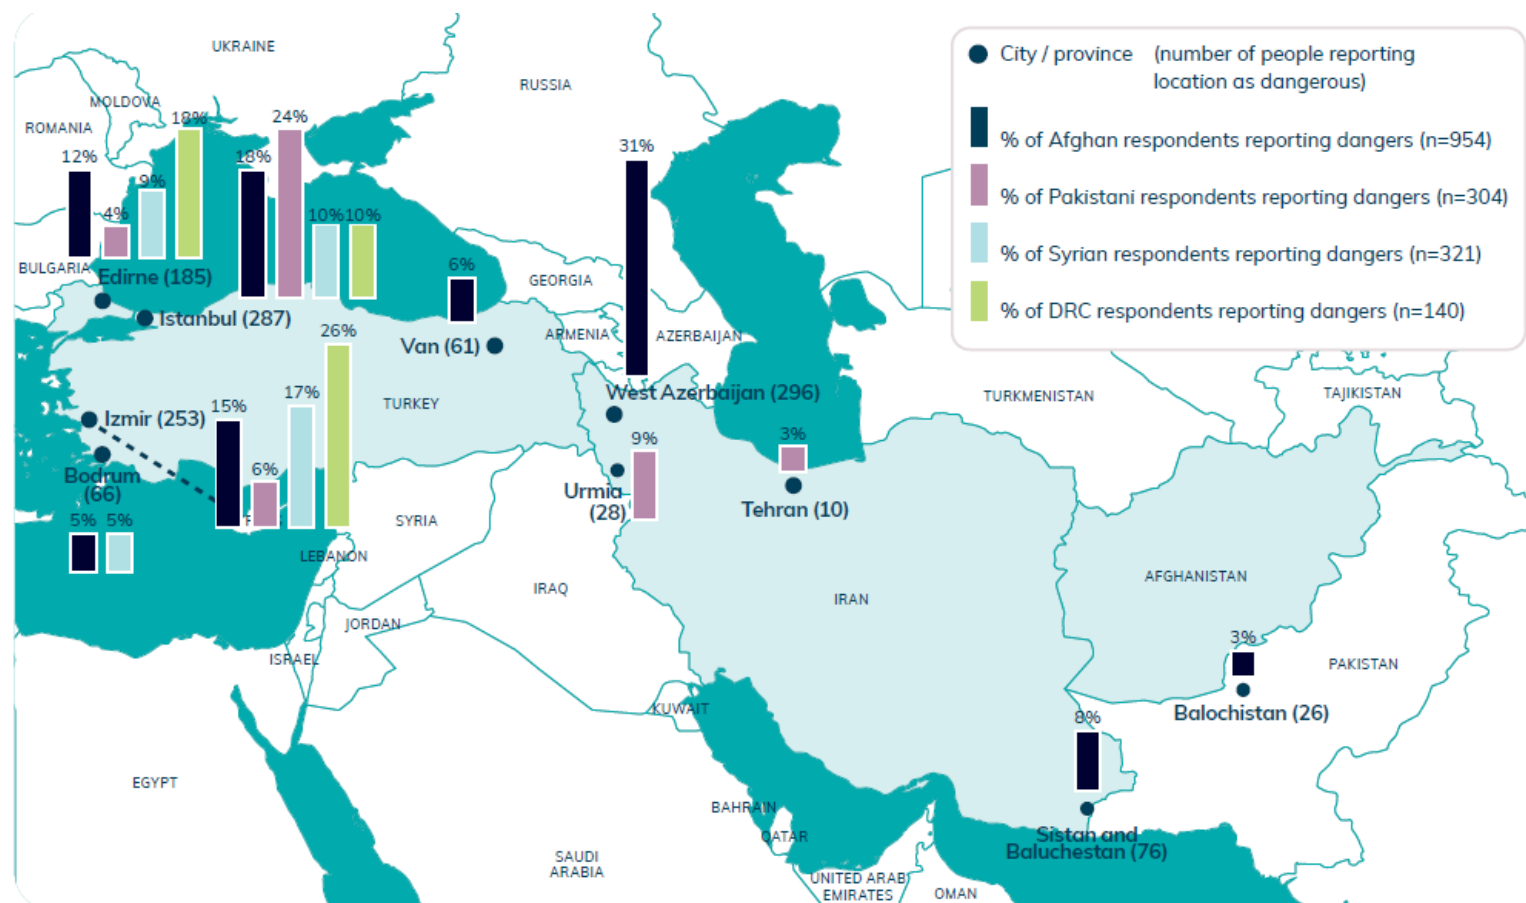 UKRAINE
RUSSIA
MOLDOVA
ROMANIA
City / province (number of people reporting
location as dangerous)
% of Afghan respondents reporting dangers (n=954)
% of Pakistani respondents reporting dangers (n=304)
% of Syrian respondents reporting dangers (n=321)
% of DRC respondents reporting dangers (n=140)
12%
4%
9%
18%
18%
24%
10%
10%
31%
6%
BULGARIA
Edirne (185)
Istanbul (287)
Van (61)
GEORGIA
ARMENIA
AZERBAIJAN
West Azerbaijan (296)
TURKMENISTAN
TAJIKISTAN
Izmir (253)
15%
6%
17%
26%
TURKEY
Bodrum
(66)
5%
5%
9%
Urmia
(28)
3%
Tehran (10)
SYRIA
LEBANON
IRAQ
IRAN
AFGHANISTAN
JORDAN
ISRAEL
3%
PAKISTAN
Balochistan (26)
KUWAIT
8%
Sistan and
Baluchestan (76)
EGYPT
BAHRAIN
QATAR
SAUDI
ARABIA
UNITED ARAB
EMIRATES
OMAN